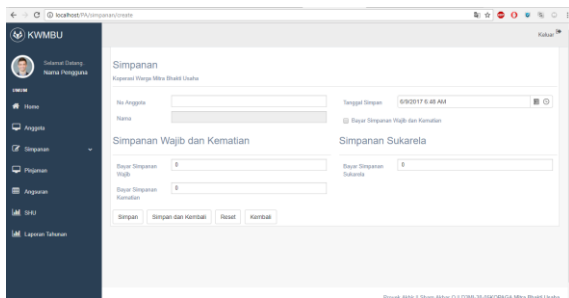 localhost/PA/simpanan/create
KWMBU
Keluar
Selamat Datang,
Nama Pengguna
UMUM
Home
Anggota
Simpanan
Pinjaman
Angsuran
SHU
Laporan Tahunan
Simpanan
Koperasi Warga Mitra Bhakti Usaha
No Anggota
Tanggal Simpan
6/9/2017 6:48 AM
Nama
Bayar Simpanan Wajib dan Kematian
Simpanan Wajib dan Kematian
Simpanan Sukarela
Bayar Simpanan
Wajib
0
Bayar Simpanan
Sukarela
0
Bayar Simpanan
Kematian
0
Simpan
Simpan dan Kembali
Reset
Kembali
Mitra Bhakti Usaha